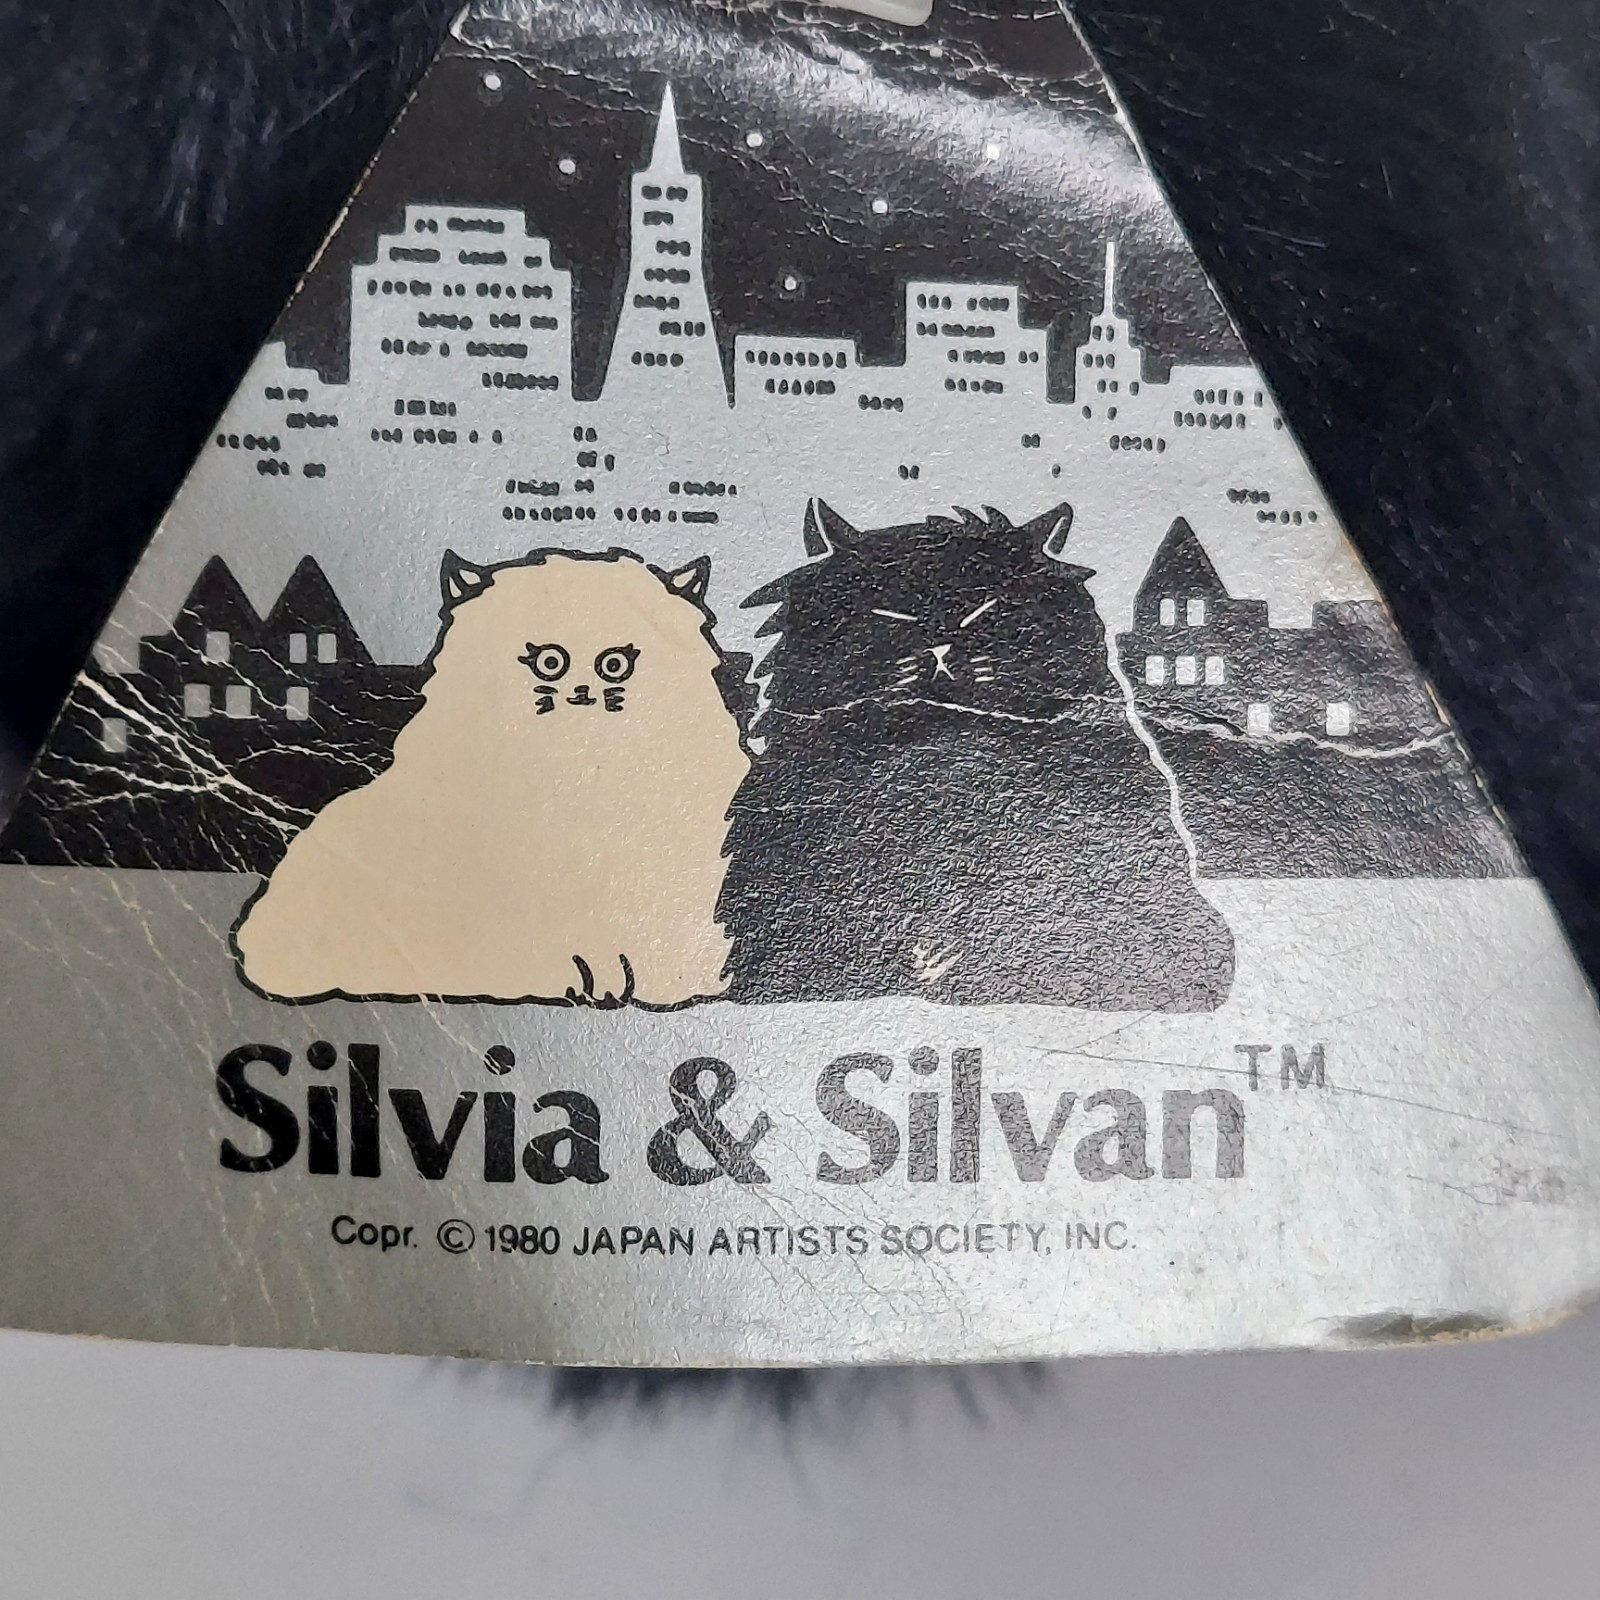 Silvia & Silvan™
Copr. © 1980 JAPAN ARTISTS SOCIETY, INC.